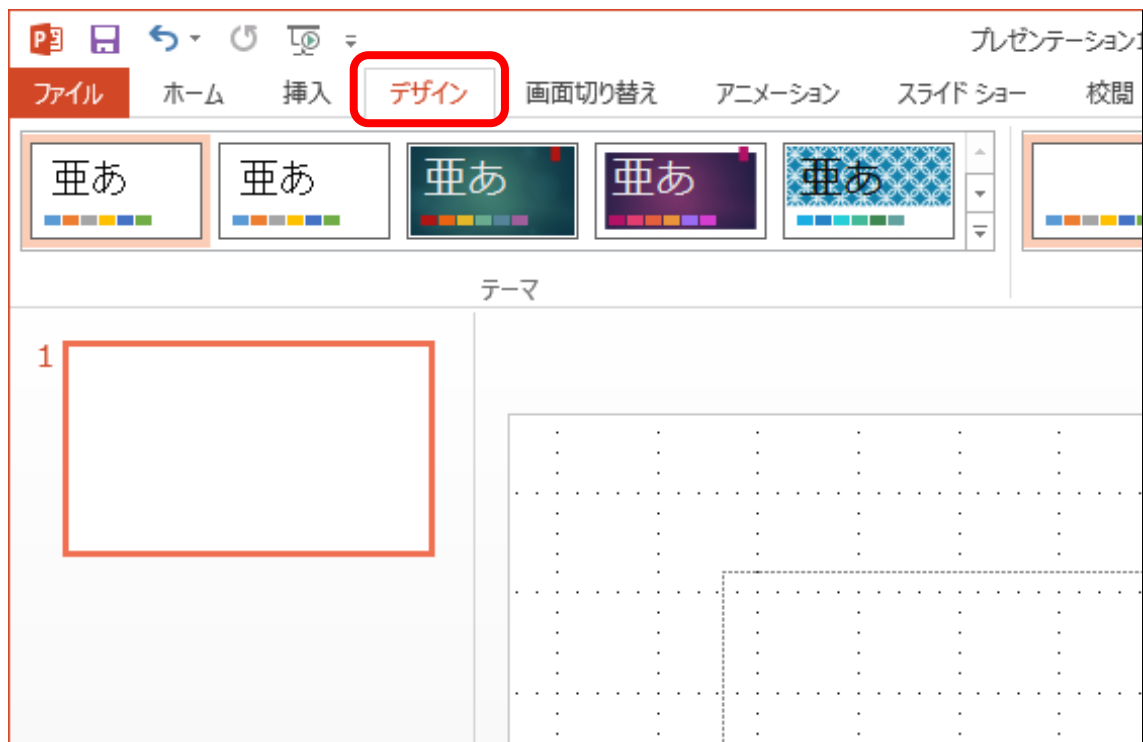 プレゼンテーション1
ファイル ホーム 挿入 デザイン 画面切り替え アニメーション スライド ショー 校閲
亜あ 亜あ 亜あ 亜あ 亜あ
テーマ
1